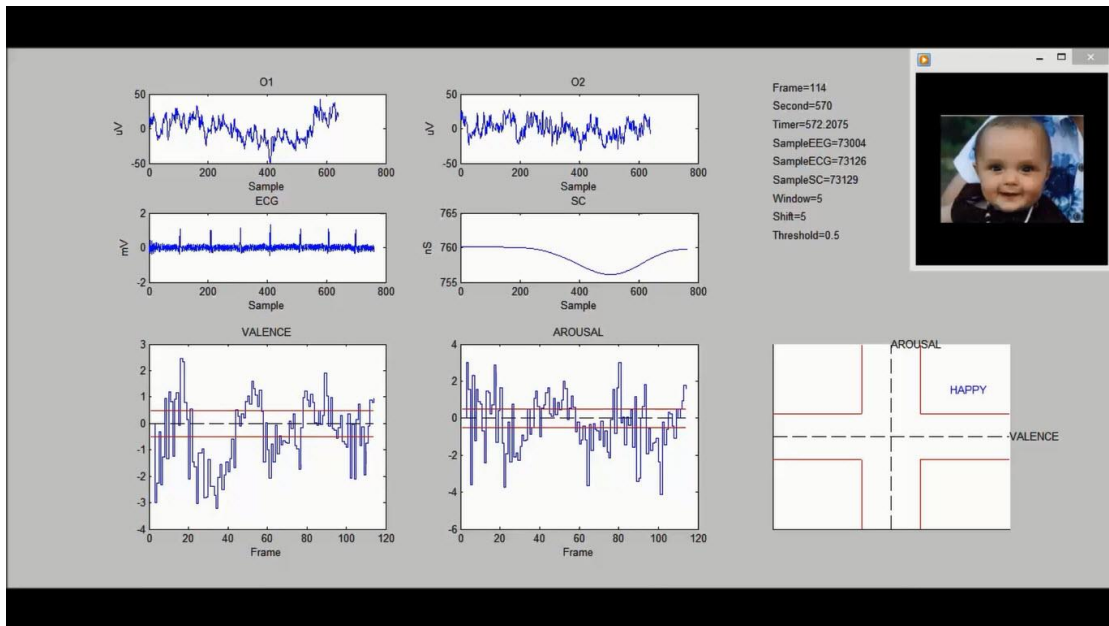 O1
50
0
-50
uV
0 200 400 600 800
Sample
O2
50
0
-50
uV
0 200 400 600 800
Sample
ECG
2
0
-2
mV
0 200 400 600 800
Sample
SC
765
760
755
nS
0 200 400 600 800
Sample
Frame=114
Second=570
Timer=572.2075
SampleEEG=73004
SampleECG=73126
SampleSC=73129
Window=5
Shift=5
Threshold=0.5
VALENCE
3
2
1
0
-1
-2
-3
-4
0 20 40 60 80 100 120
Frame
AROUSAL
4
2
0
-2
-4
-6
0 20 40 60 80 100 120
Frame
AROUSAL
HAPPY
VALENCE